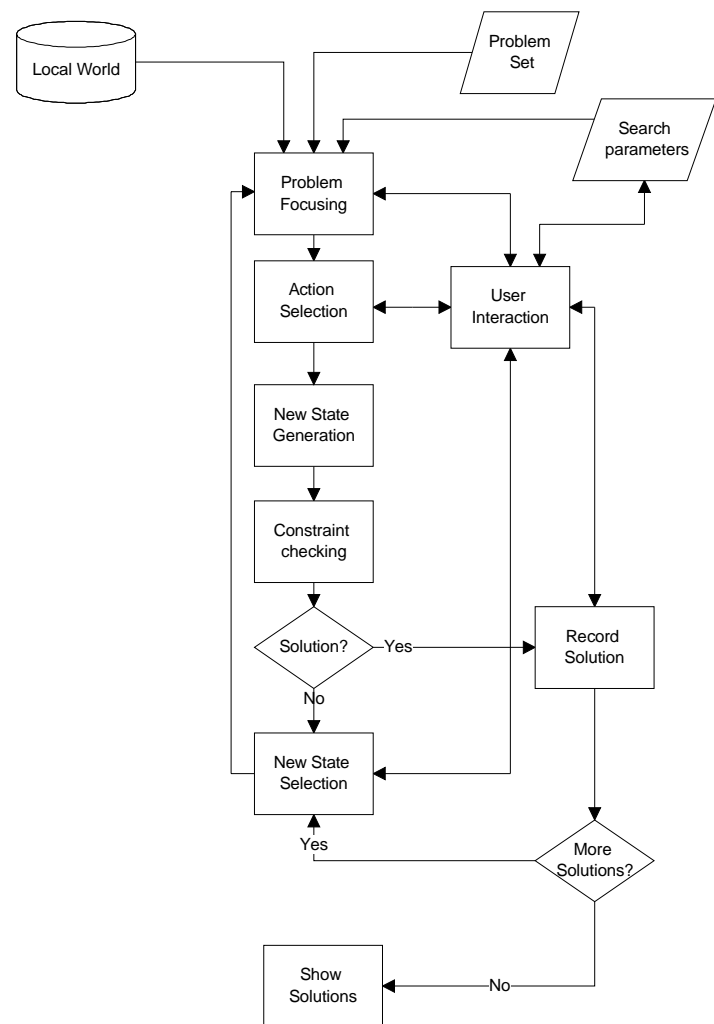 Problem
Set
Local World
Search
parameters
Problem
Focusing
Action
Selection
User
Interaction
New State
Generation
Constraint
checking
Solution?
Yes
Record
Solution
No
New State
Selection
Yes
More
Solutions?
Show
Solutions
No